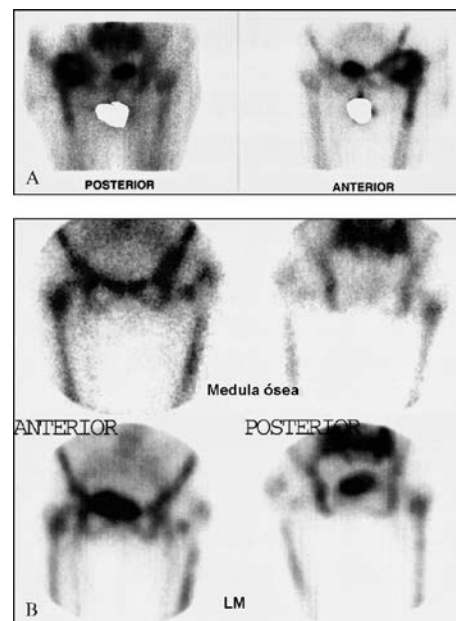 A
POSTERIOR
ANTERIOR
Medula ósea
ANTERIOR
POSTERIOR
B
LM